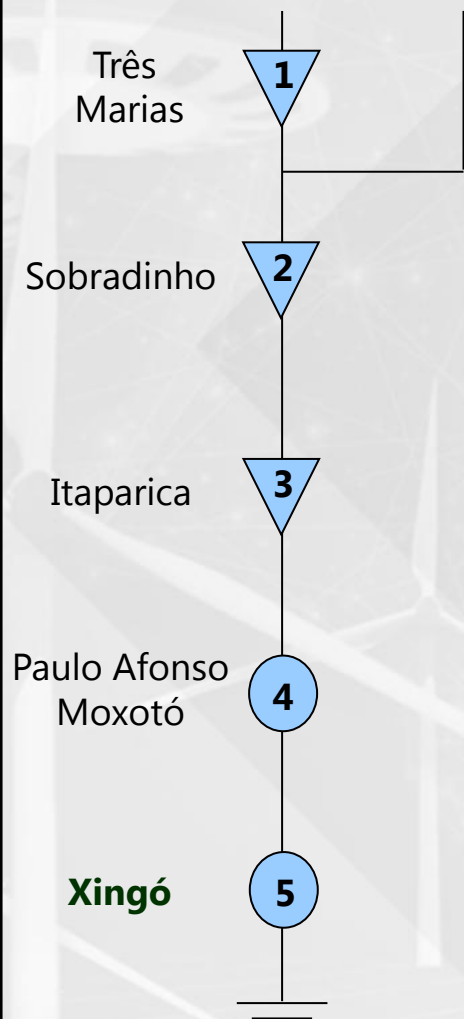 Três
Marias
1
Sobradinho
2
Itaparica
3
Paulo Afonso
Moxotó
4
Xingó
5